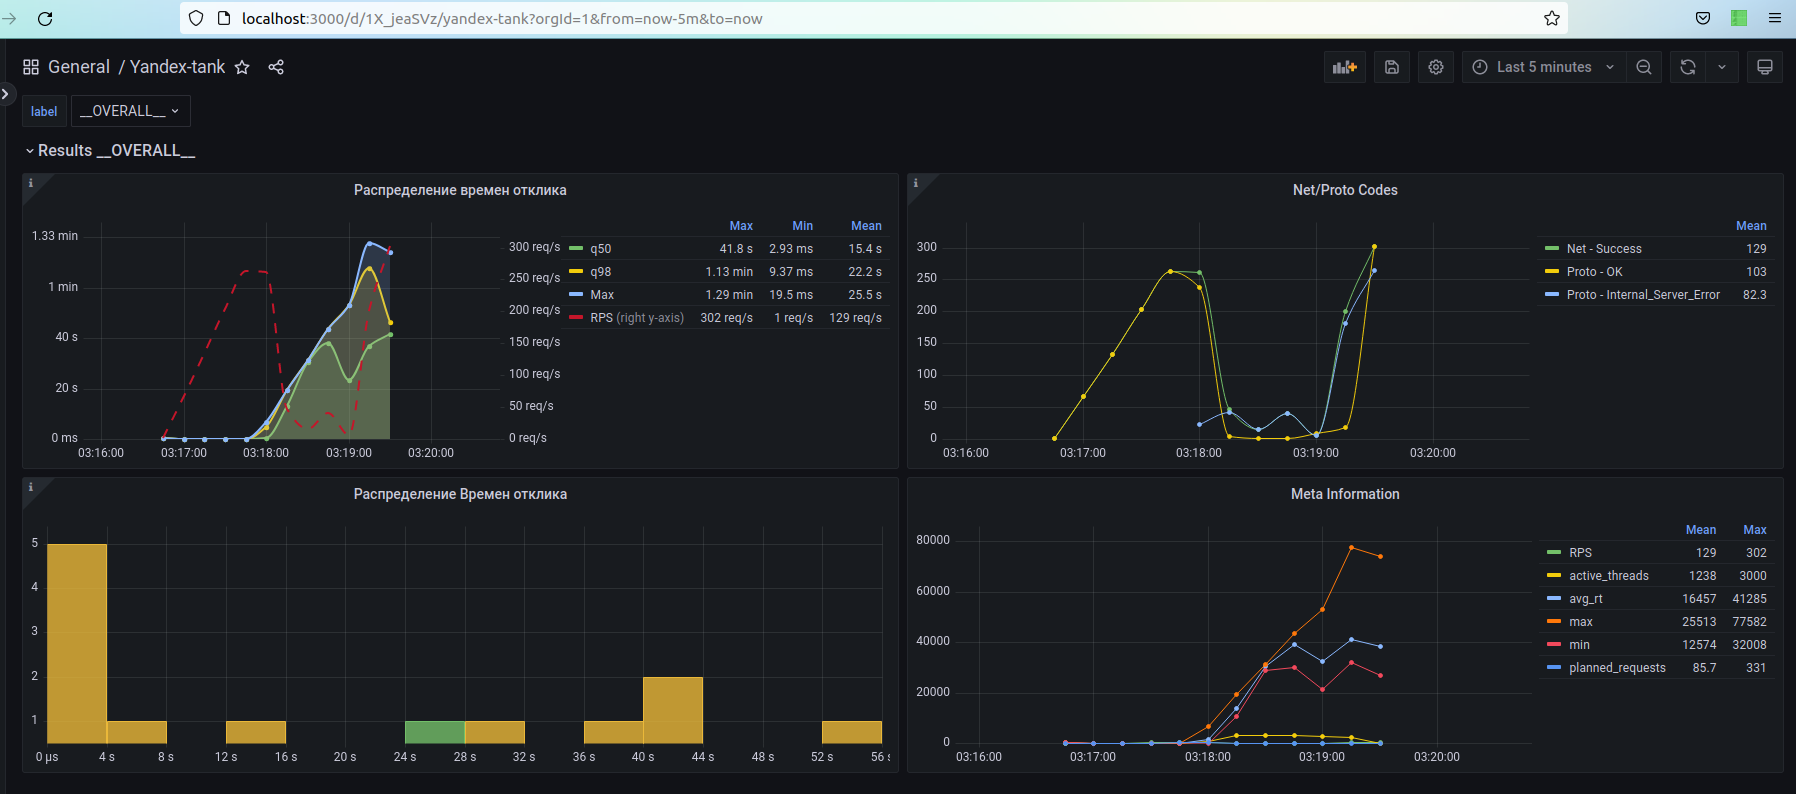 localhost:3000/d/1X_jeaSVz/yandex-tank?orgId=1&from=now-5m&to=now
General / Yandex-tank
Last 5 minutes
label __OVERALL__
Results __OVERALL__
Распределение времен отклика
1.33 min
1 min
40 s
20 s
0 ms
300 req/s
250 req/s
200 req/s
150 req/s
100 req/s
50 req/s
0 req/s
03:16:00 03:17:00 03:18:00 03:19:00 03:20:00
Max Min Mean
q50 41.8 s 2.93 ms 15.4 s
q98 1.13 min 9.37 ms 22.2 s
Max 1.29 min 19.5 ms 25.5 s
RPS (right y-axis) 302 req/s 1 req/s 129 req/s
Net/Proto Codes
300
250
200
150
100
50
0
03:16:00 03:17:00 03:18:00 03:19:00 03:20:00
Mean
Net - Success 129
Proto - OK 103
Proto - Internal_Server_Error 82.3
Распределение Времен отклика
5
4
3
2
1
0 µs 4 s 8 s 12 s 16 s 20 s 24 s 28 s 32 s 36 s 40 s 44 s 48 s 52 s 56 s
Meta Information
80000
60000
40000
20000
0
03:16:00 03:17:00 03:18:00 03:19:00 03:20:00
Mean Max
RPS 129 302
active_threads 1238 3000
avg_rt 16457 41285
max 25513 77582
min 12574 32008
planned_requests 85.7 331